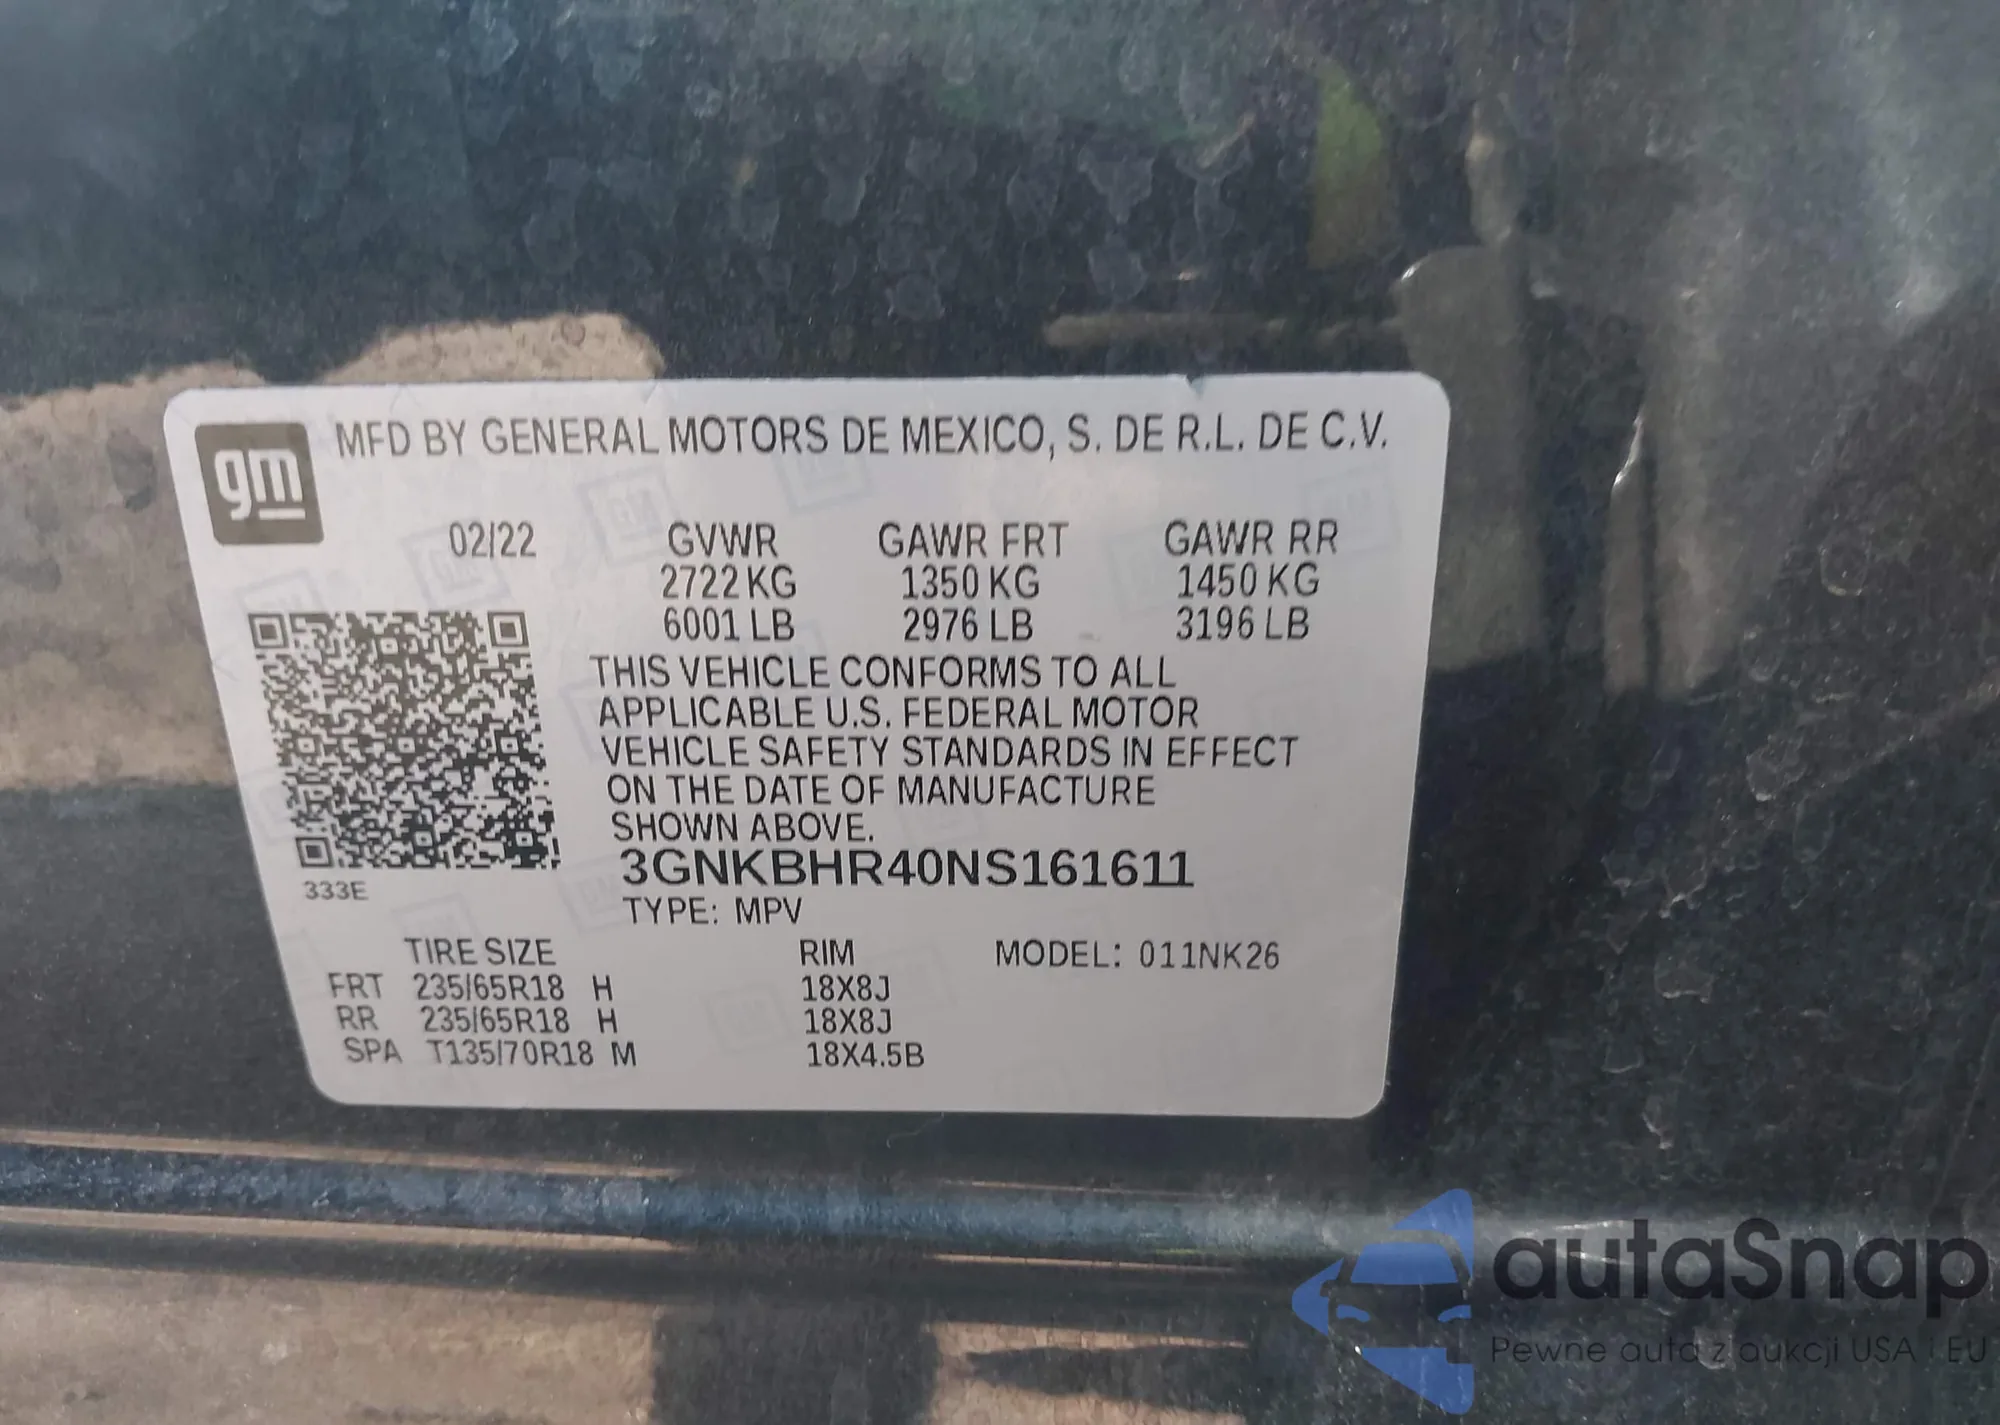 gm MFD BY GENERAL MOTORS DE MEXICO, S. DE R.L. DE C.V.
02/22 GVWR GAWR FRT GAWR RR
2722 KG 1350 KG 1450 KG
6001 LB 2976 LB 3196 LB
THIS VEHICLE CONFORMS TO ALL
APPLICABLE U.S. FEDERAL MOTOR
VEHICLE SAFETY STANDARDS IN EFFECT
ON THE DATE OF MANUFACTURE
SHOWN ABOVE.
333E 3GNKBHR40NS161611
TYPE: MPV
TIRE SIZE RIM MODEL: 011NK26
FRT 235/65R18 H 18X8J
RR 235/65R18 H 18X8J
SPA T135/70R18 M 18X4.5B
autaSnap
Pewne auta z aukcji USA i EU